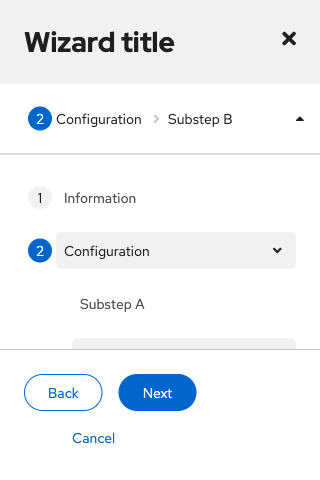 Wizard title
2 Configuration Substep B
1 Information
2 Configuration
Substep A
Back Next
Cancel